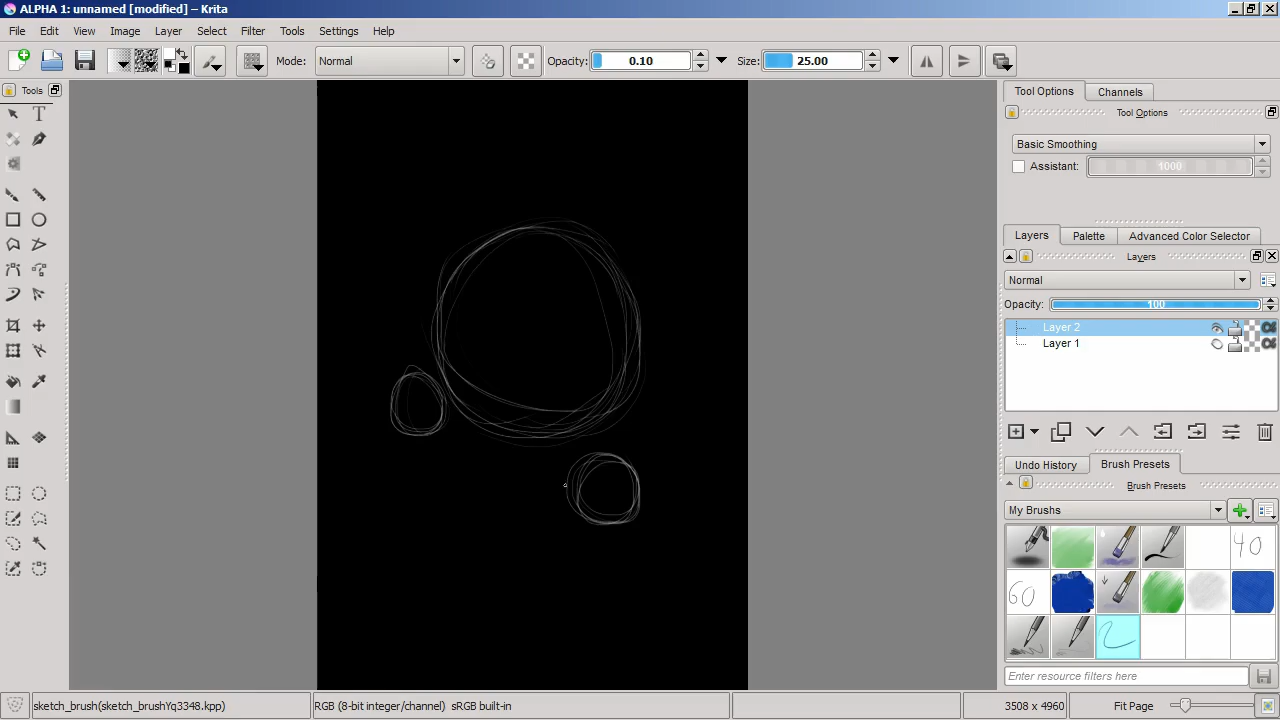 ALPHA 1: unnamed [modified] - Krita
File Edit View Image Layer Select Filter Tools Settings Help
Mode: Normal Opacity: 0.10 Size: 25.00
Tools
Tool Options Channels
Tool Options
Basic Smoothing
Assistant: 1000
Layers Palette Advanced Color Selector
Layers
Normal
Opacity: 100
Layer 2
Layer 1
Undo History Brush Presets
Brush Presets
My Brushes
40
60
Enter resource filters here
sketch_brush(sketch_brushYq3348.kpp) RGB (8-bit integer/channel) sRGB built-in 3508 x 4960 Fit Page